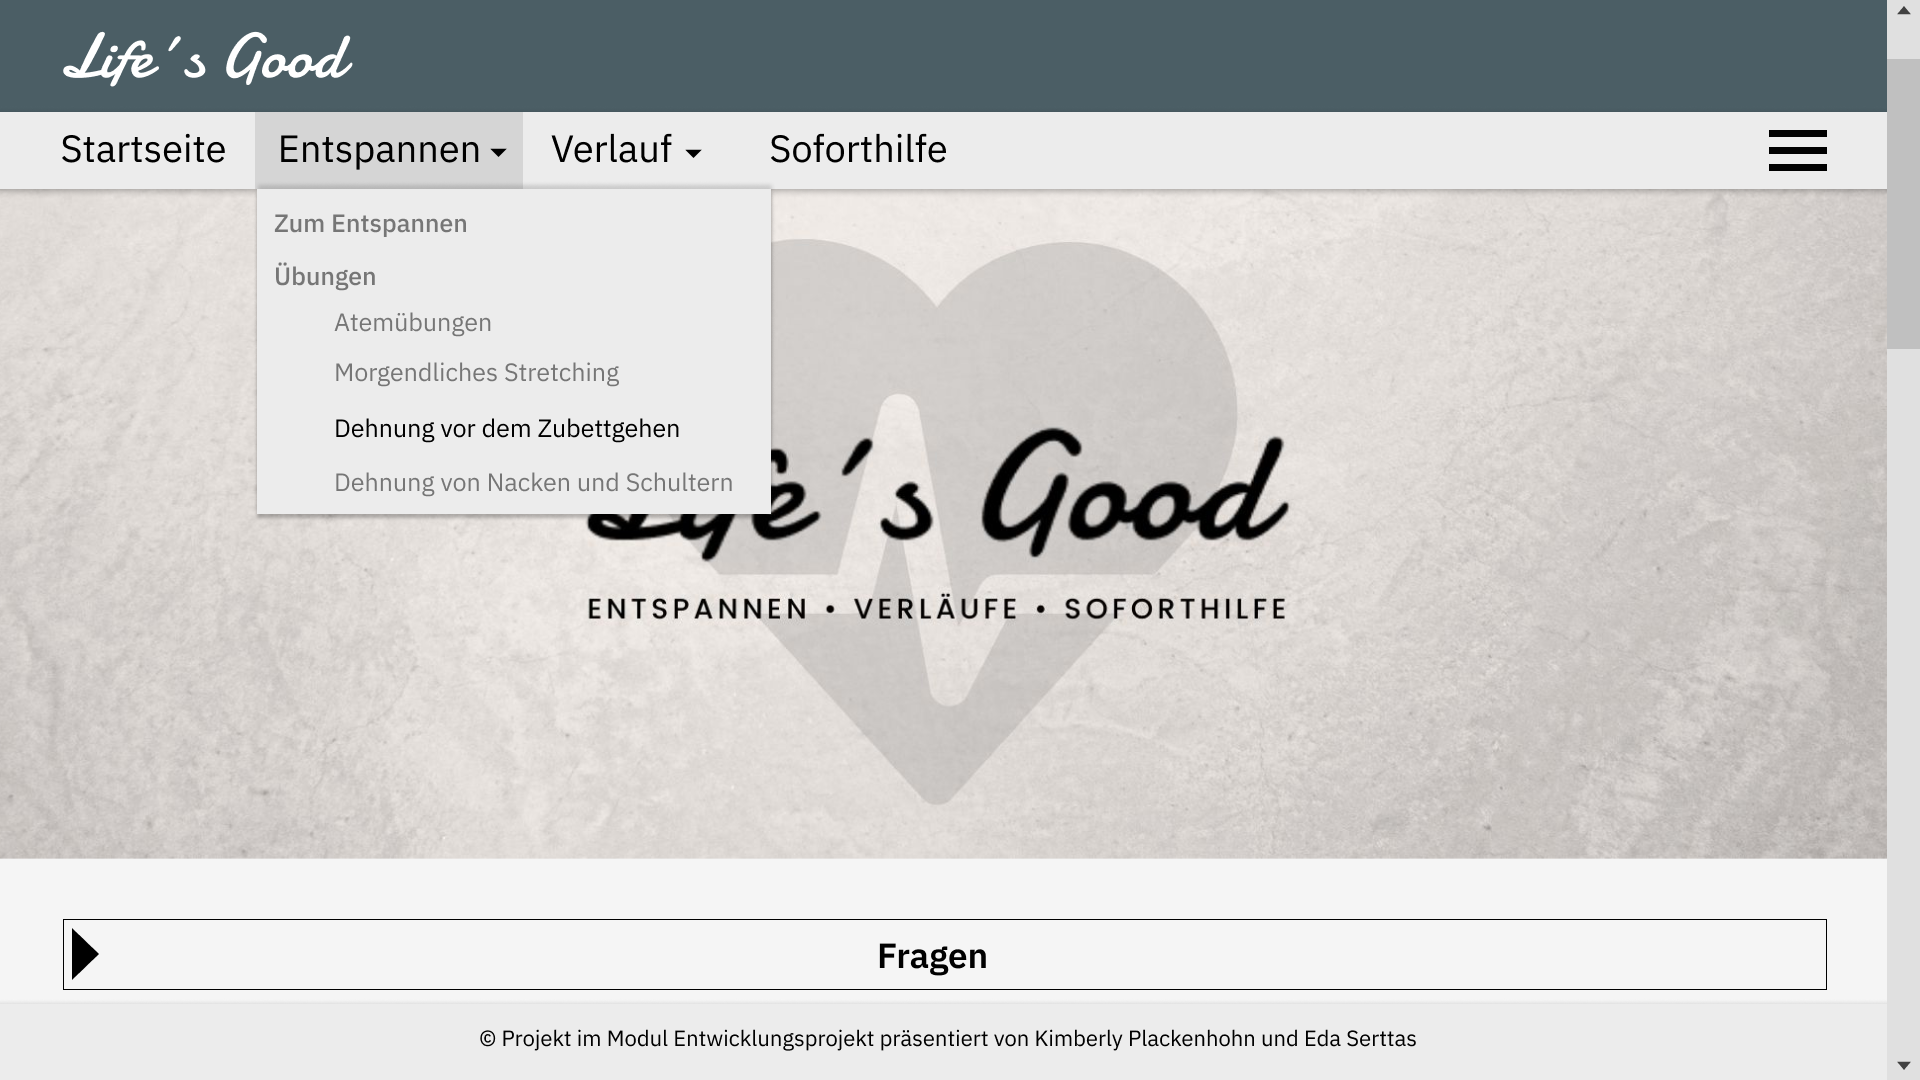 Life´s Good
Startseite Entspannen Verlauf Soforthilfe
Zum Entspannen
Übungen
Atemübungen
Morgendliches Stretching
Dehnung vor dem Zubettgehen
Dehnung von Nacken und Schultern
Life´s Good
ENTSPANNEN • VERLÄUFE • SOFORTHILFE
Fragen
© Projekt im Modul Entwicklungsprojekt präsentiert von Kimberly Plackenhohn und Eda Serttas